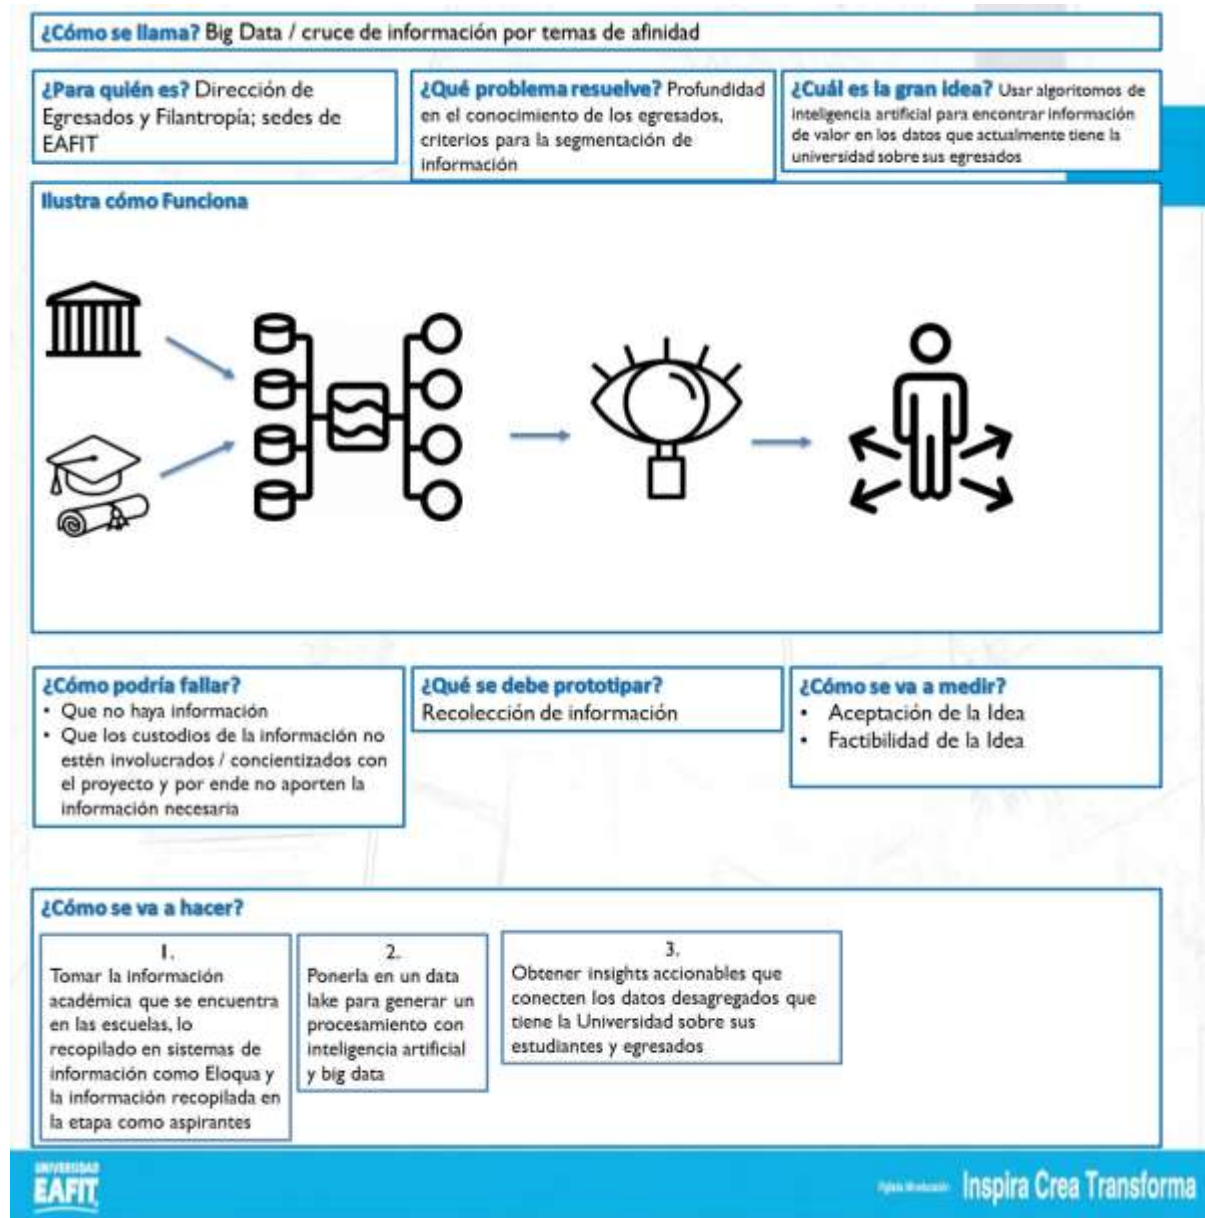 ¿Cómo se llama? Big Data / cruce de información por temas de afinidad
¿Para quién es? Dirección de
Egresados y Filantropía; sedes de
EAFIT
¿Qué problema resuelve? Profundidad
en el conocimiento de los egresados,
criterios para la segmentación de
información
¿Cuál es la gran idea? Usar algoritomos de
inteligencia artificial para encontrar información
de valor en los datos que actualmente tiene la
universidad sobre sus egresados
Ilustra cómo Funciona
¿Cómo podría fallar?
• Que no haya información
• Que los custodios de la información no
estén involucrados / concientizados con
el proyecto y por ende no aporten la
información necesaria
¿Qué se debe prototipar?
Recolección de información
¿Cómo se va a medir?
• Aceptación de la Idea
• Factibilidad de la Idea
¿Cómo se va a hacer?
1.
Tomar la información
académica que se encuentra
en las escuelas, lo
recopilado en sistemas de
información como Eloqua y
la información recopilada en
la etapa como aspirantes
2.
Ponerla en un data
lake para generar un
procesamiento con
inteligencia artificial
y big data
3.
Obtener insights accionables que
conecten los datos desagregados que
tiene la Universidad sobre sus
estudiantes y egresados
UNIVERSIDAD
EAFIT
Inspira Crea Transforma